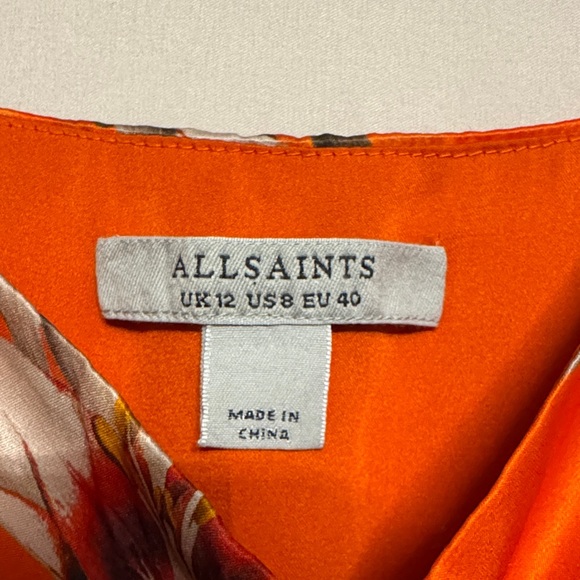 ALLSAINTS
UK 12 US 8 EU 40
MADE IN
CHINA